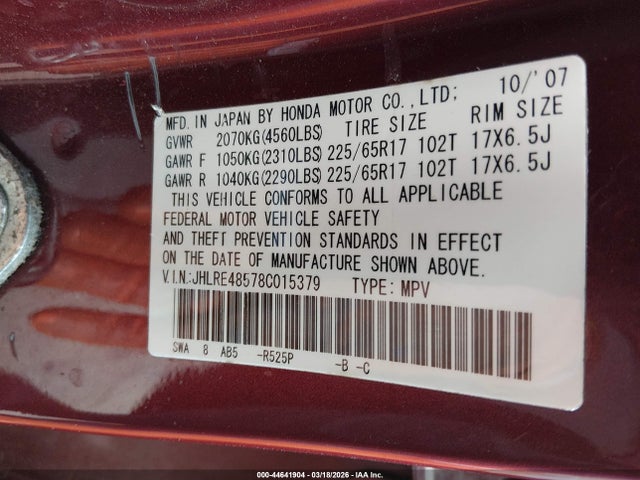 MFD. IN JAPAN BY HONDA MOTOR CO.,LTD; 10/'07
GVWR 2070KG(4560LBS) TIRE SIZE RIM SIZE
GAWR F 1050KG(2310LBS) 225/65R17 102T 17X6.5J
GAWR R 1040KG(2290LBS) 225/65R17 102T 17X6.5J
THIS VEHICLE CONFORMS TO ALL APPLICABLE
FEDERAL MOTOR VEHICLE SAFETY
AND THEFT PREVENTION STANDARDS IN EFFECT
ON THE DATE OF MANUFACTURE SHOWN ABOVE.
V.I.N:JHLRE48578C015379 TYPE: MPV
SWA 8 AB5 -R525P -B -C
000-44641904 - 03/18/2026 - IAA Inc.